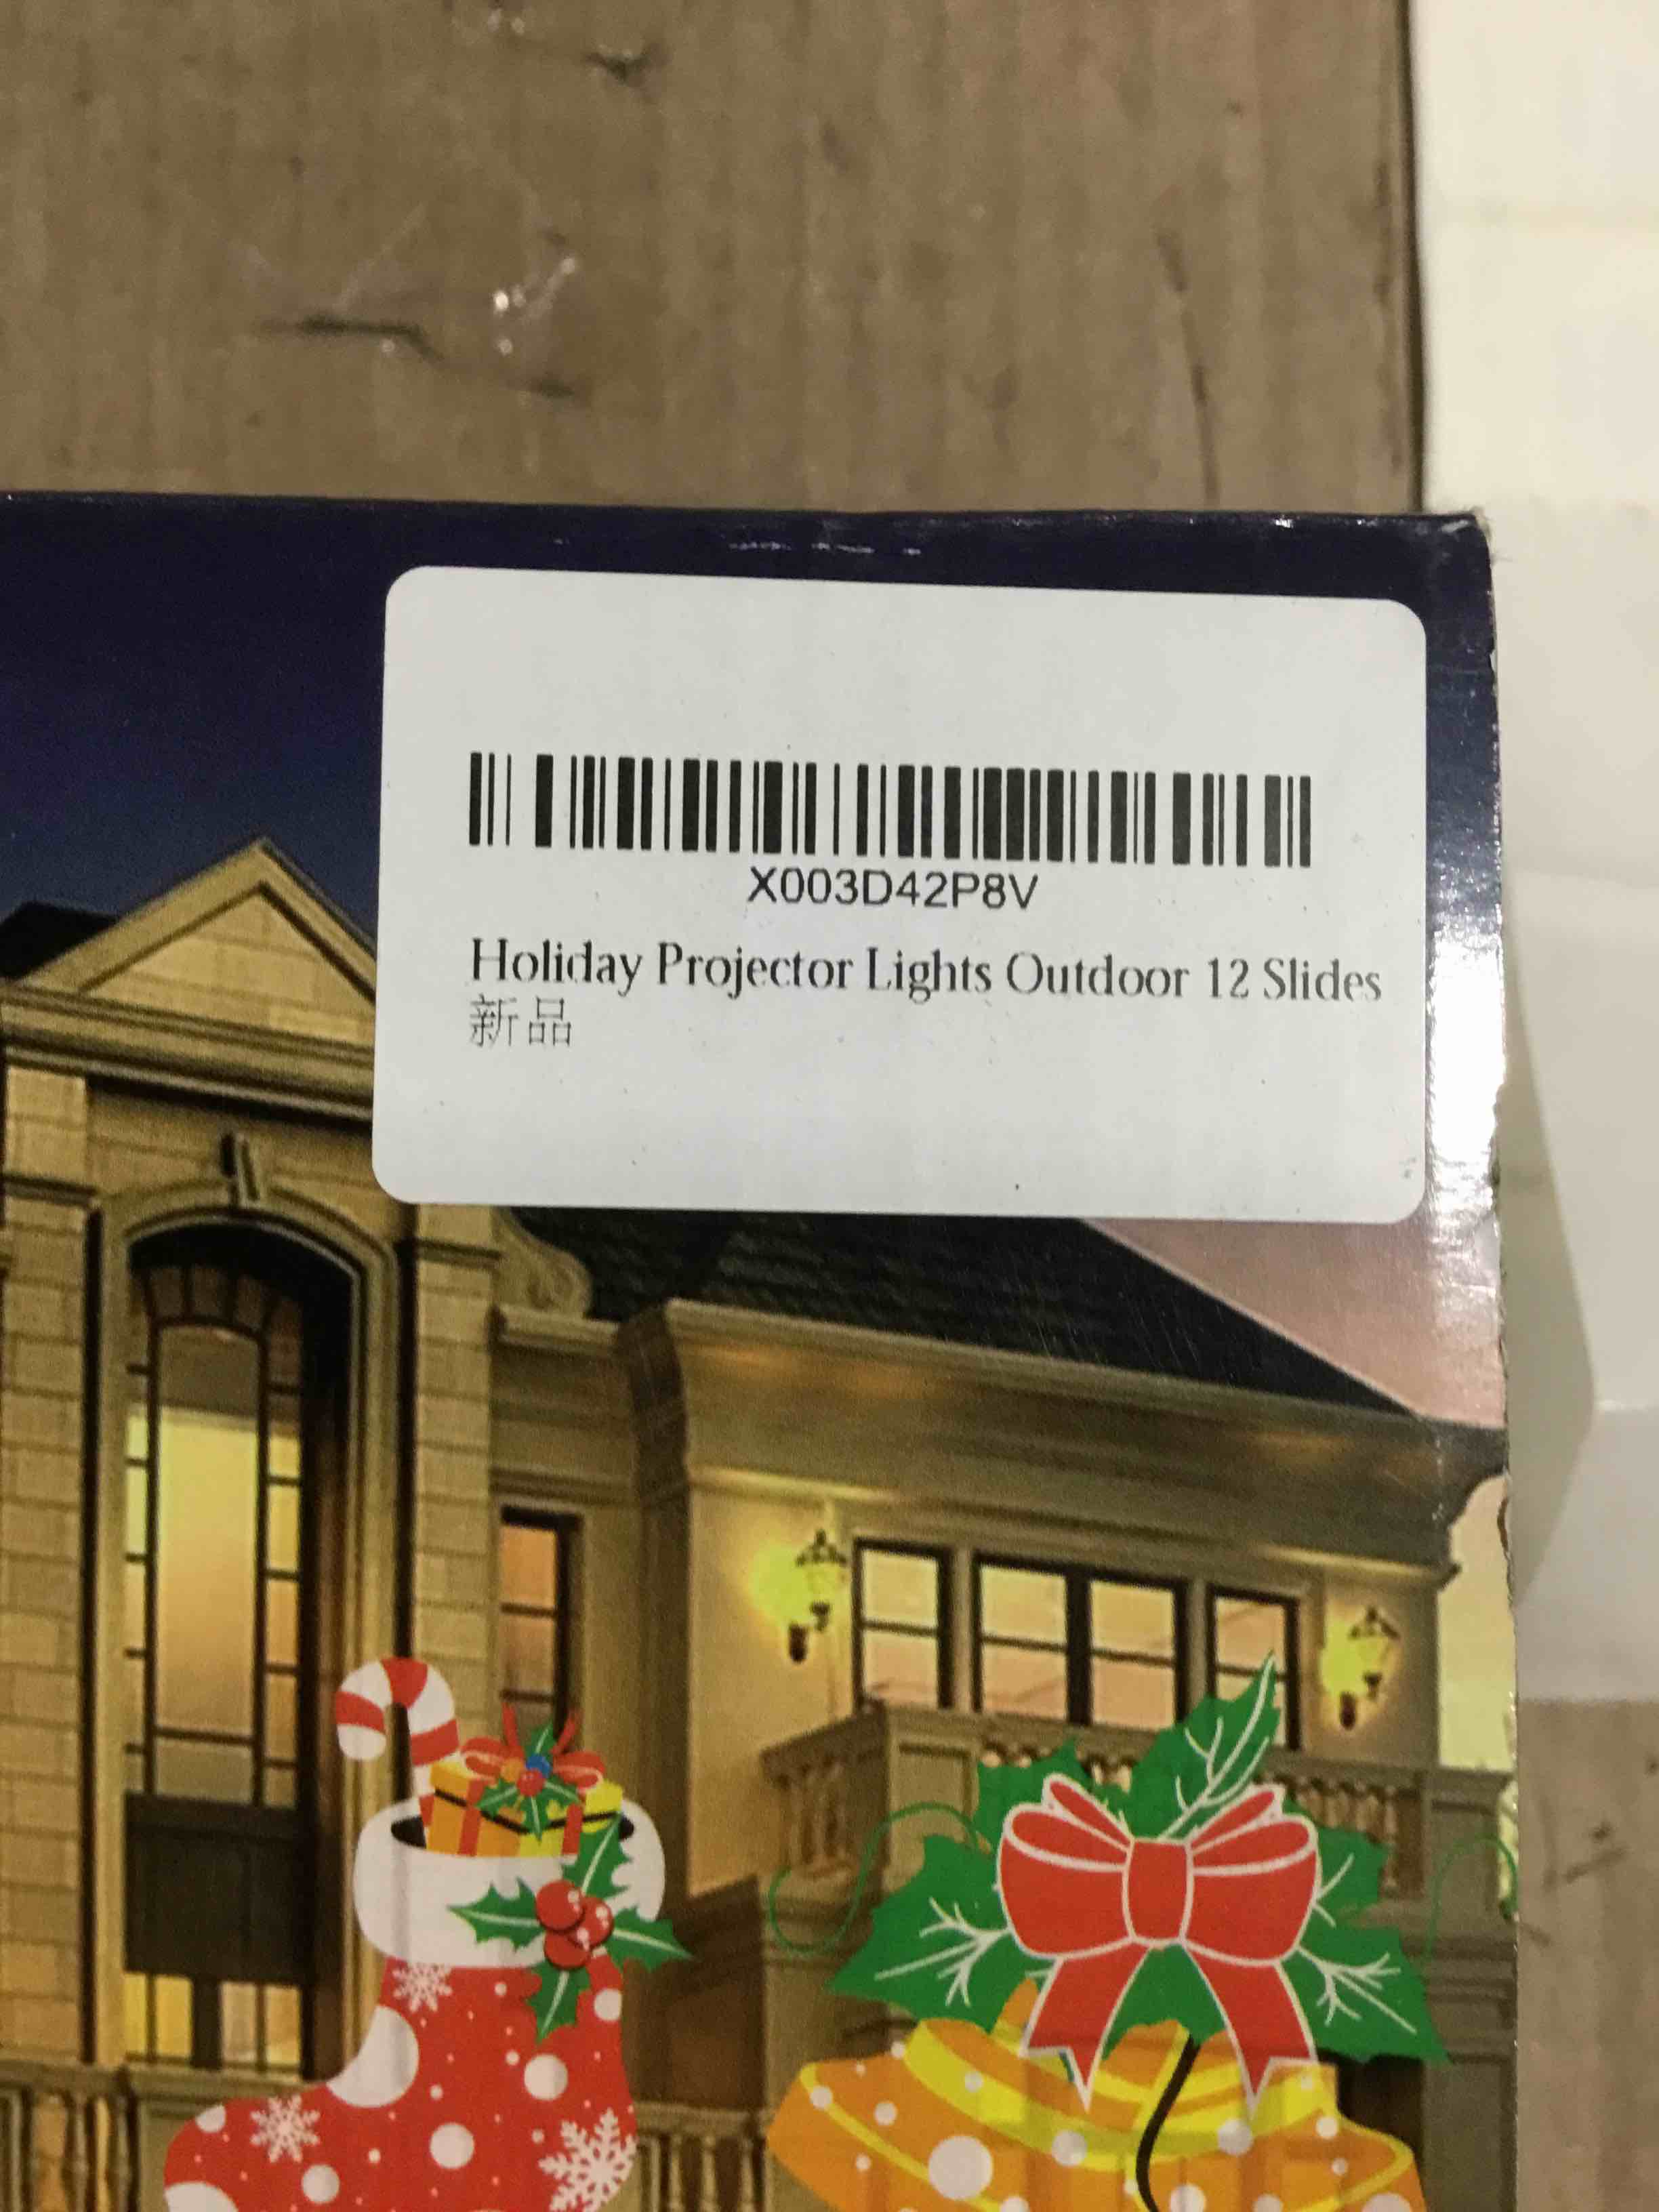 X003D42P8V
Holiday Projector Lights Outdoor 12 Slides
新品